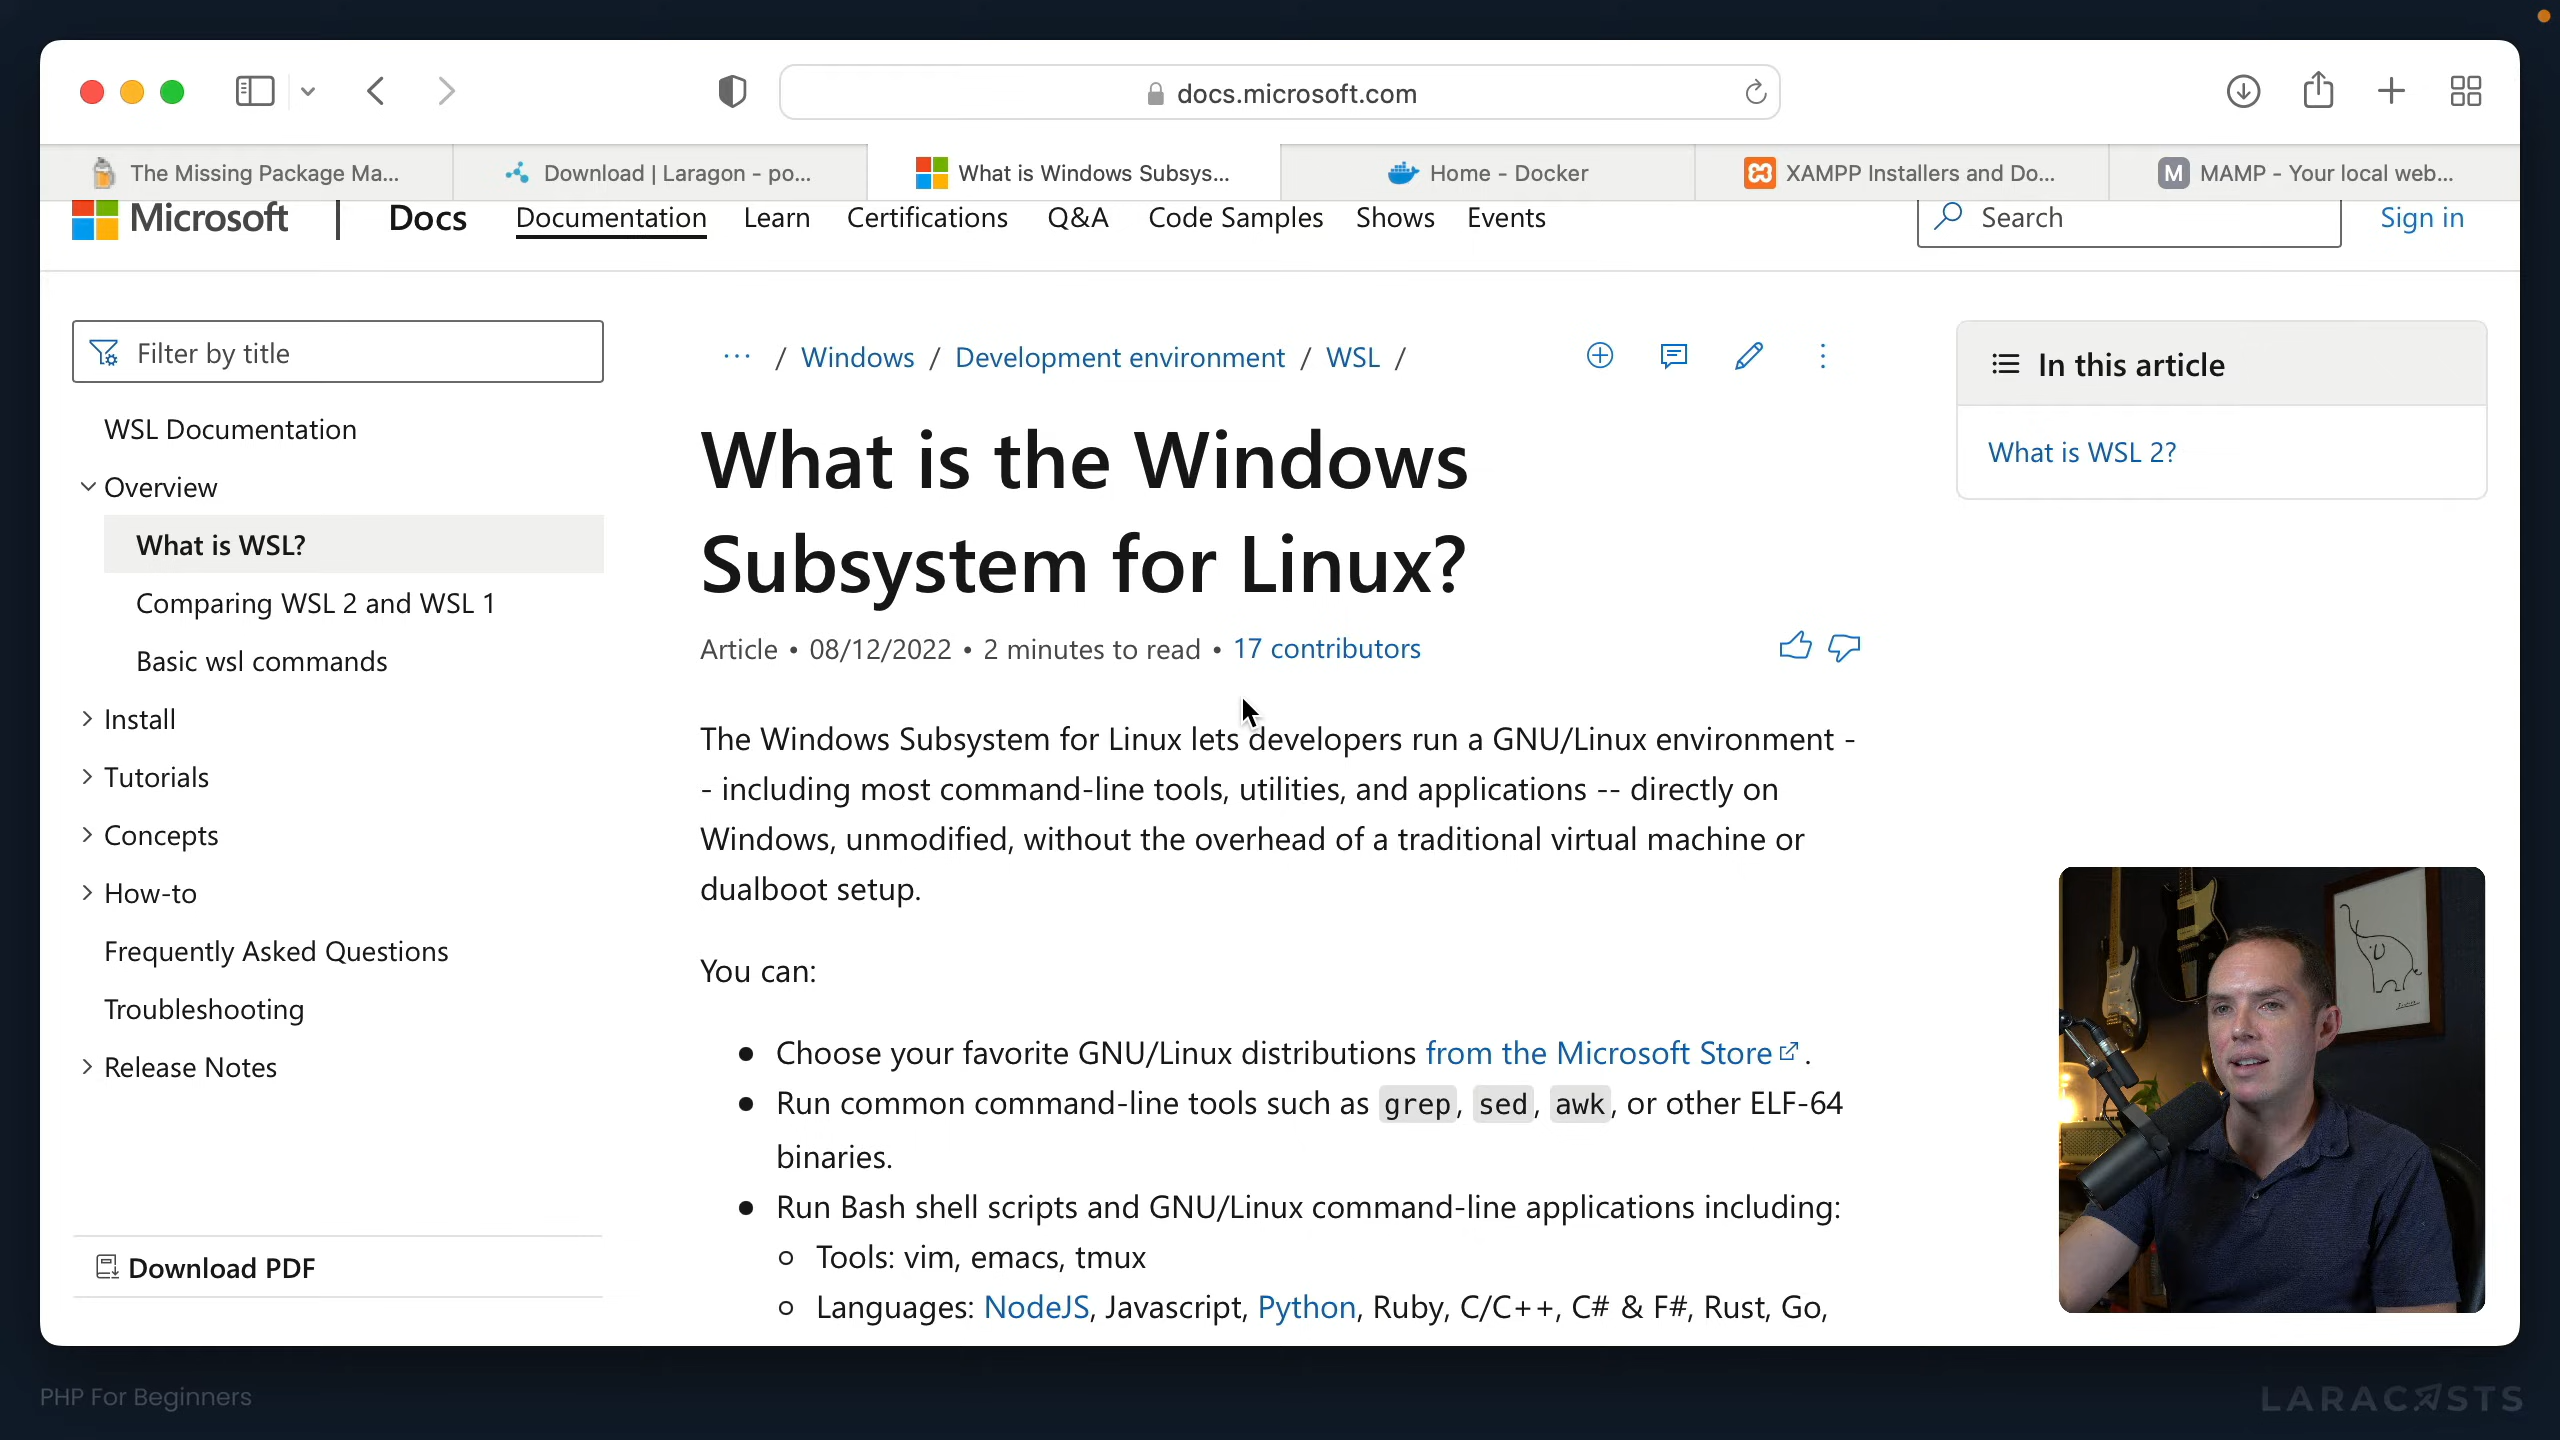 docs.microsoft.com
The Missing Package Ma...
Download | Laragon - po...
What is Windows Subsys...
Home - Docker
XAMPP Installers and Do...
M MAMP - Your local web...
Microsoft | Docs Documentation Learn Certifications Q&A Code Samples Shows Events
Search
Sign in
Filter by title
WSL Documentation
Overview
What is WSL?
Comparing WSL 2 and WSL 1
Basic wsl commands
Install
Tutorials
Concepts
How-to
Frequently Asked Questions
Troubleshooting
Release Notes
Download PDF
··· / Windows / Development environment / WSL /
What is the Windows
Subsystem for Linux?
Article • 08/12/2022 • 2 minutes to read • 17 contributors
The Windows Subsystem for Linux lets developers run a GNU/Linux environment -
- including most command-line tools, utilities, and applications -- directly on
Windows, unmodified, without the overhead of a traditional virtual machine or
dualboot setup.
You can:
• Choose your favorite GNU/Linux distributions from the Microsoft Store.
• Run common command-line tools such as grep, sed, awk, or other ELF-64
binaries.
• Run Bash shell scripts and GNU/Linux command-line applications including:
○ Tools: vim, emacs, tmux
○ Languages: NodeJS, Javascript, Python, Ruby, C/C++, C# & F#, Rust, Go,
In this article
What is WSL 2?
PHP For Beginners
LARACASTS